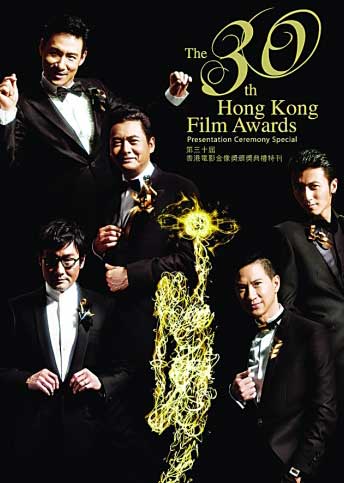 The 30th
Hong Kong
Film Awards
Presentation Ceremony Special
第三十屆
香港電影金像獎頒獎典禮特刊